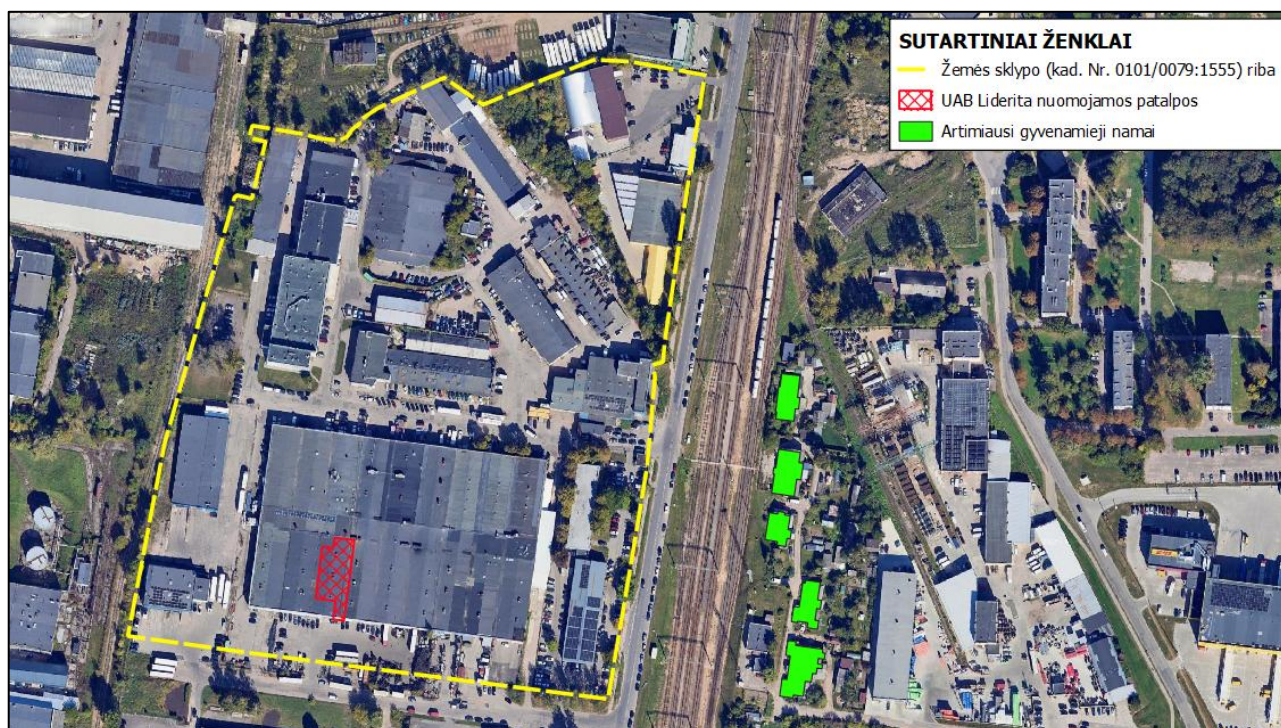 SUTARTINIAI ŽENKLAI
Žemės sklypo (kad. Nr. 0101/0079:1555) riba
UAB Liderita nuomojamos patalpos
Artimiausi gyvenamieji namai